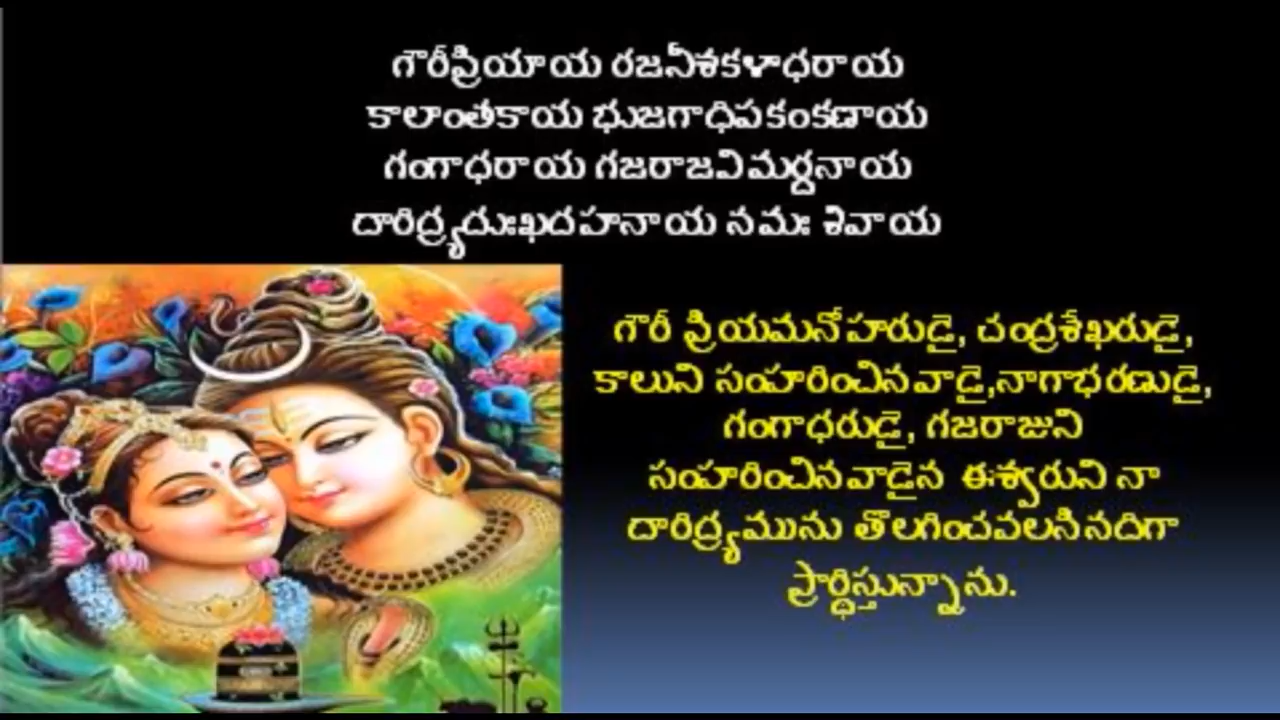 గౌరీప్రియాయ రజనీశకళాధరాయ
కాలాంతకాయ భుజగాధిపకంకణాయ
గంగాధరాయ గజరాజవిమర్దనాయ
దారిద్ర్యదుఃఖదహనాయ నమః శివాయ
గౌరీ ప్రియమనోహరుడై, చంద్రశేఖరుడై,
కాలుని సంహరించినవాడై,నాగాభరణుడై,
గంగాధరుడై, గజరాజుని
సంహరించినవాడైన ఈశ్వరుని నా
దారిద్ర్యమును తొలగించవలసినదిగా
ప్రార్థిస్తున్నాను.